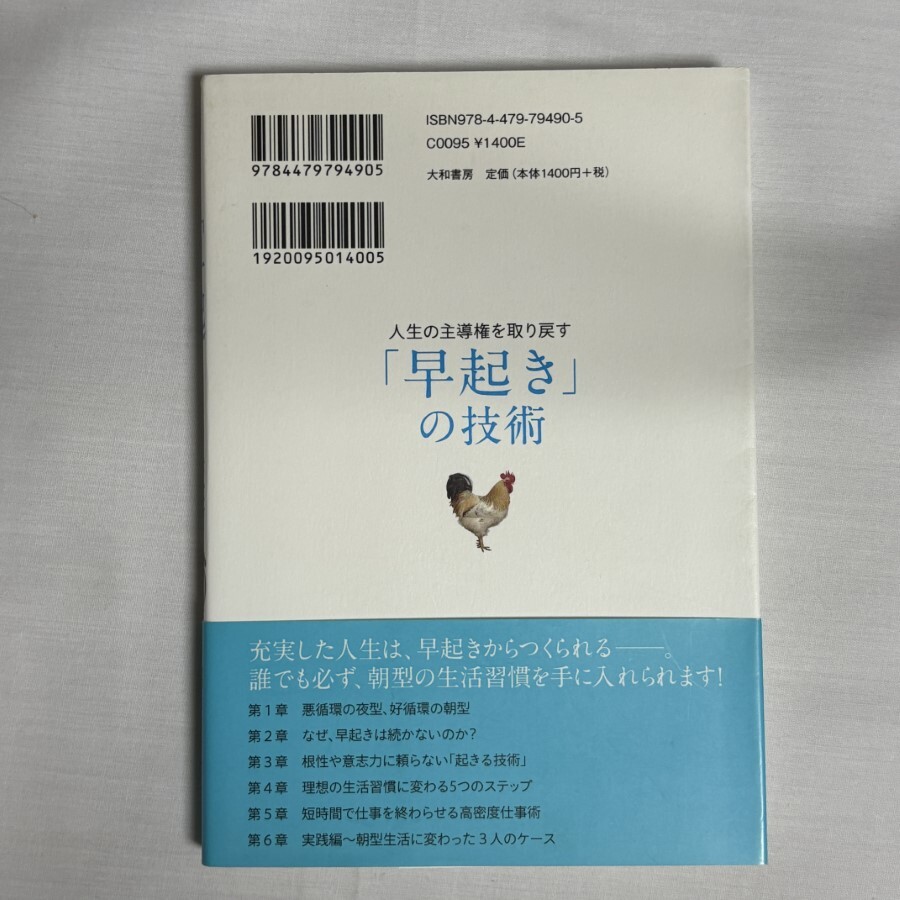 ISBN978-4-479-79490-5
C0095 ¥1400E
大和書房 定価(本体1400円+税)
9784479794905
1920095014005
人生の主導権を取り戻す
「早起き」
の技術
充実した人生は、早起きからつくられる――。
誰でも必ず、朝型の生活習慣を手に入れられます!
第1章 悪循環の夜型、好循環の朝型
第2章 なぜ、早起きは続かないのか?
第3章 根性や意志力に頼らない「起きる技術」
第4章 理想の生活習慣に変わる5つのステップ
第5章 短時間で仕事を終わらせる高密度仕事術
第6章 実践編~朝型生活に変わった3人のケース